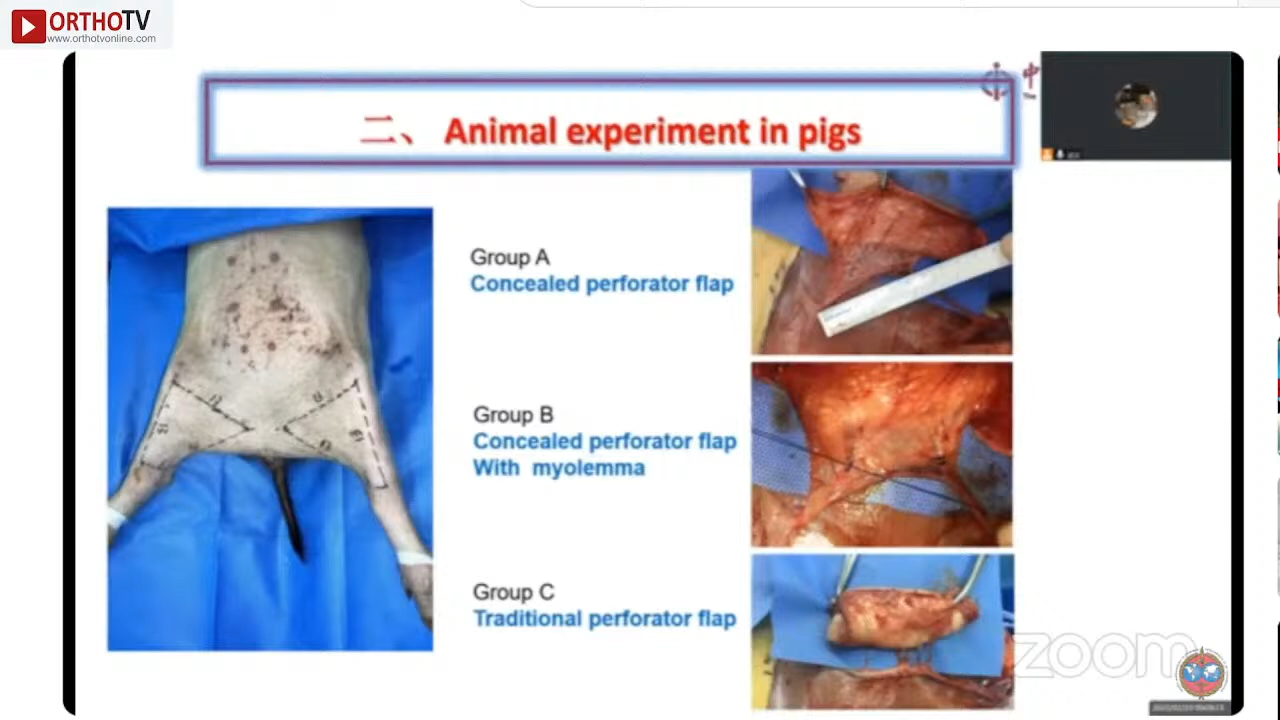 ORTHOTV
www.orthotvonline.com
中
二、 Animal experiment in pigs
Group A
Concealed perforator flap
Group B
Concealed perforator flap
With myolemma
Group C
Traditional perforator flap
zoom